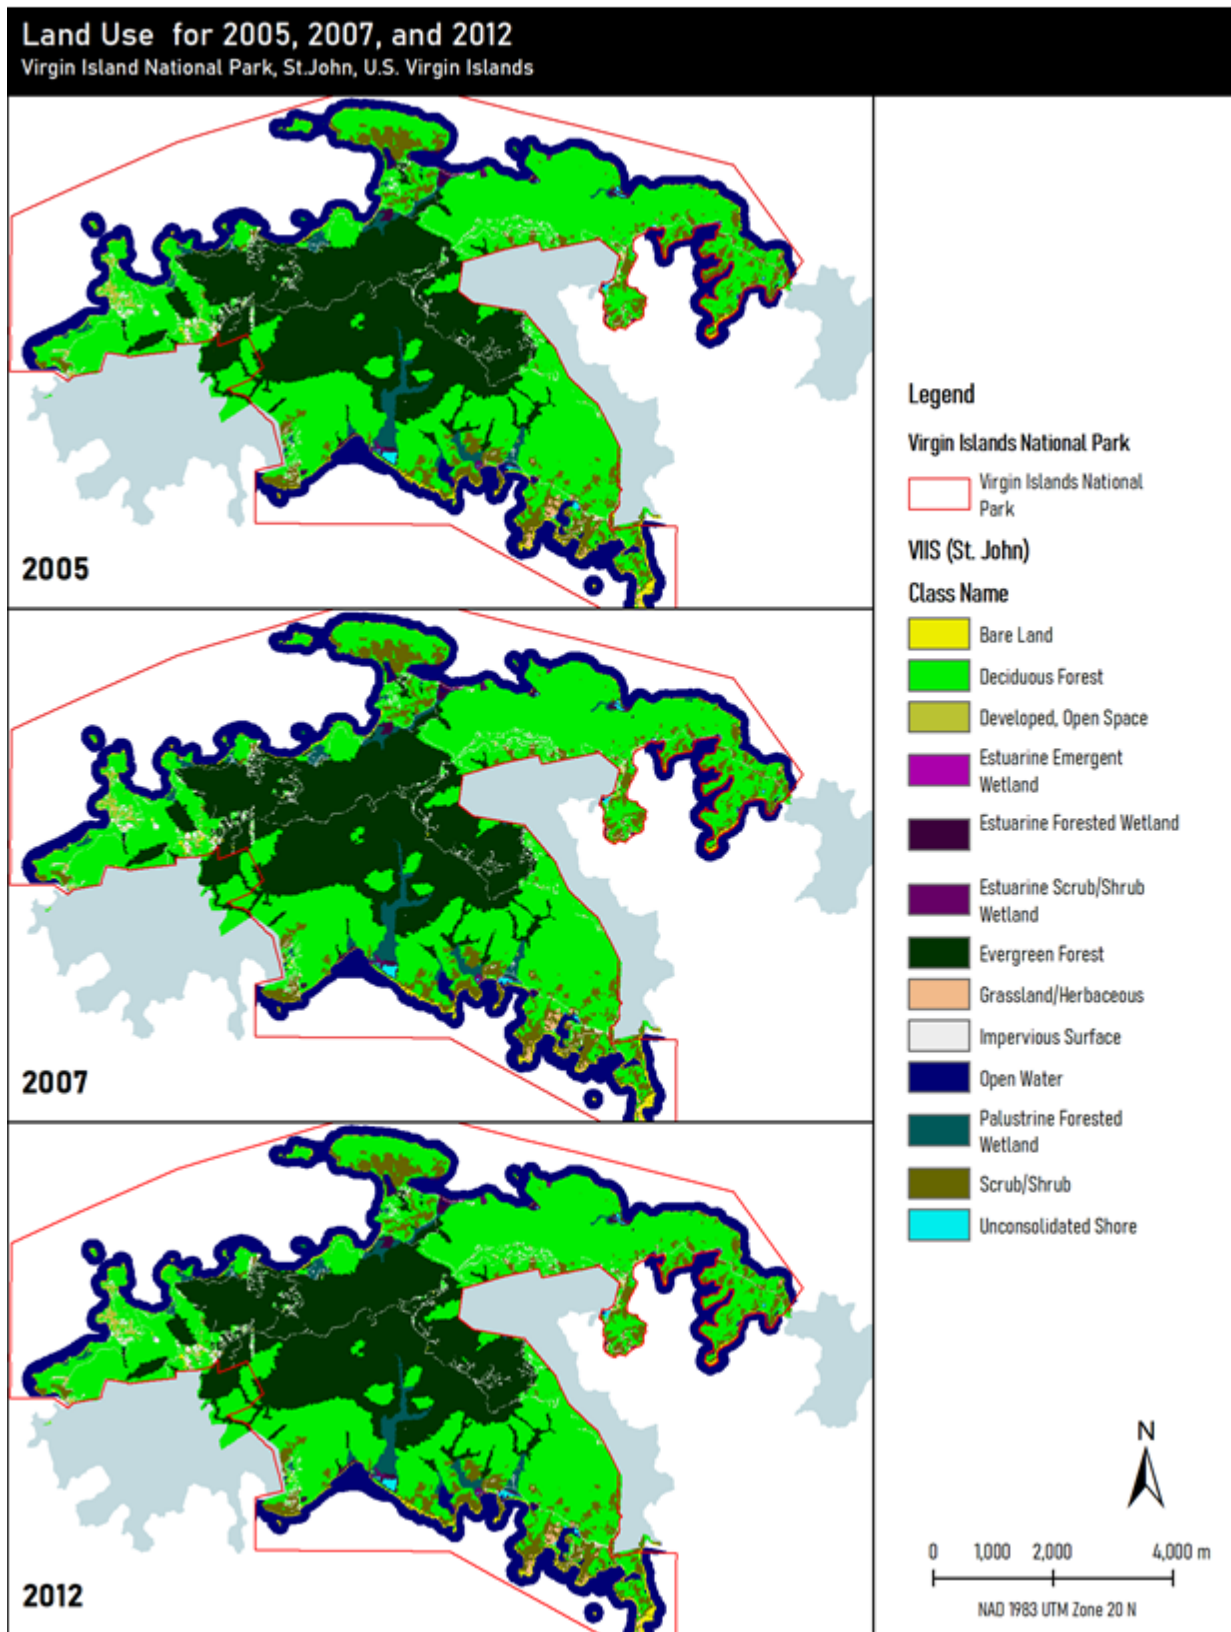 Land Use for 2005, 2007, and 2012
Virgin Island National Park, St.John, U.S. Virgin Islands
2005
2007
2012
Legend
Virgin Islands National Park
Virgin Islands National
Park
VIIS (St. John)
Class Name
Bare Land
Deciduous Forest
Developed, Open Space
Estuarine Emergent
Wetland
Estuarine Forested Wetland
Estuarine Scrub/Shrub
Wetland
Evergreen Forest
Grassland/Herbaceous
Impervious Surface
Open Water
Palustrine Forested
Wetland
Scrub/Shrub
Unconsolidated Shore
N
0 1,000 2,000 4,000 m
NAD 1983 UTM Zone 20 N